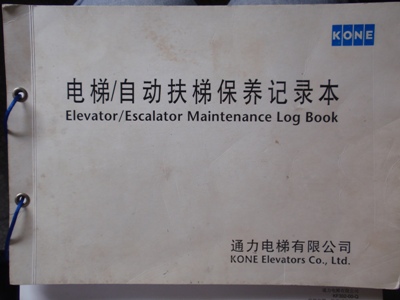 KONE
电梯/自动扶梯保养记录本
Elevator/Escalator Maintenance Log Book
通力电梯有限公司
KONE Elevators Co., Ltd.